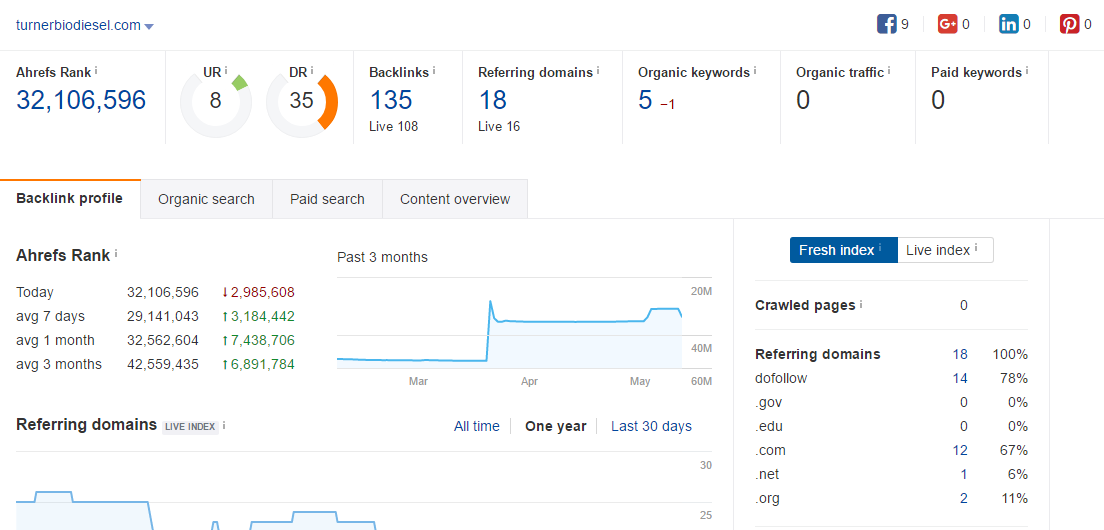 turnerbiodiesel.com
9
G+ 0
in 0
0
Ahrefs Rank i
32,106,596
UR i
8
DR i
35
Backlinks i
135
Live 108
Referring domains i
18
Live 16
Organic keywords i
5 −1
Organic traffic i
0
Paid keywords i
0
Backlink profile
Organic search
Paid search
Content overview
Ahrefs Rank i
Today 32,106,596 ↓2,985,608
avg 7 days 29,141,043 ↑3,184,442
avg 1 month 32,562,604 ↑7,438,706
avg 3 months 42,559,435 ↑6,891,784
Past 3 months
20M
40M
60M
Mar Apr May
Referring domains LIVE INDEX i
All time One year Last 30 days
30
25
Fresh index i Live index i
Crawled pages i 0
Referring domains 18 100%
dofollow 14 78%
.gov 0 0%
.edu 0 0%
.com 12 67%
.net 1 6%
.org 2 11%